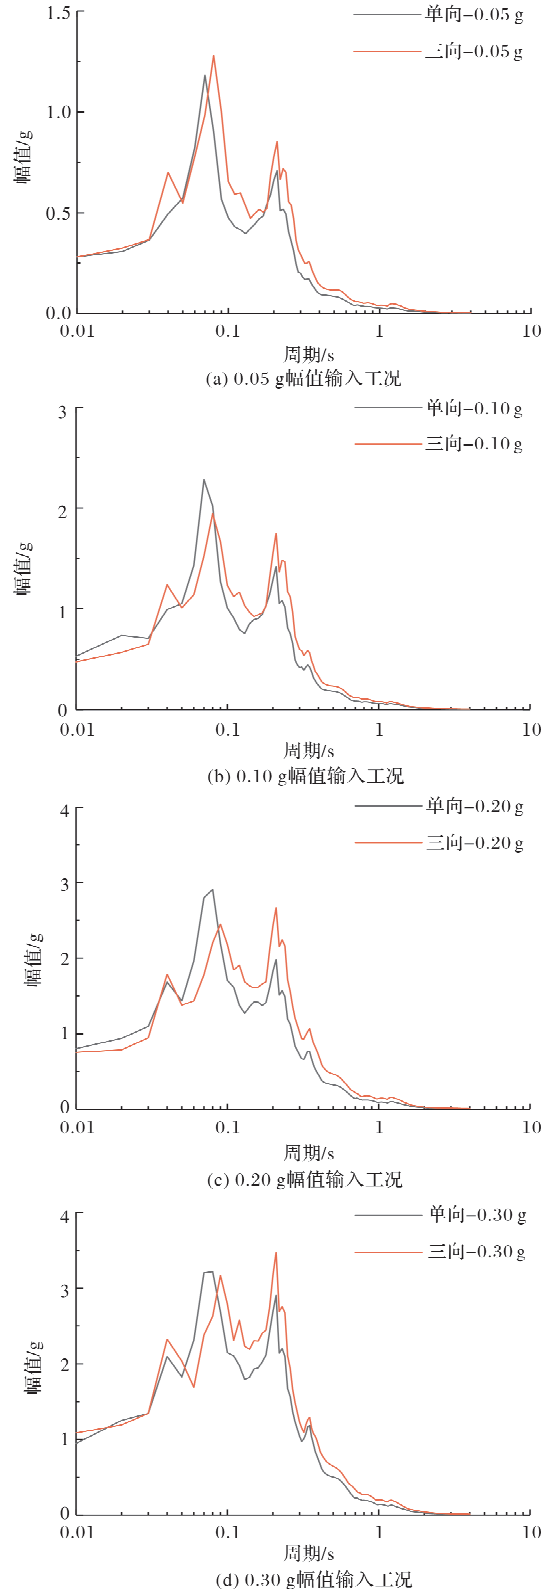 单向-0.05 g
三向-0.05 g
1.5
1.0
0.5
0.0
幅值/g
0.01
0.1
1
10
周期/s
(a) 0.05 g幅值输入工况
单向-0.10 g
三向-0.10 g
3
2
1
0
幅值/g
0.01
0.1
1
10
周期/s
(b) 0.10 g幅值输入工况
单向-0.20 g
三向-0.20 g
4
3
2
1
0
幅值/g
0.01
0.1
1
10
周期/s
(c) 0.20 g幅值输入工况
单向-0.30 g
三向-0.30 g
4
3
2
1
0
幅值/g
0.01
0.1
1
10
周期/s
(d) 0.30 g幅值输入工况